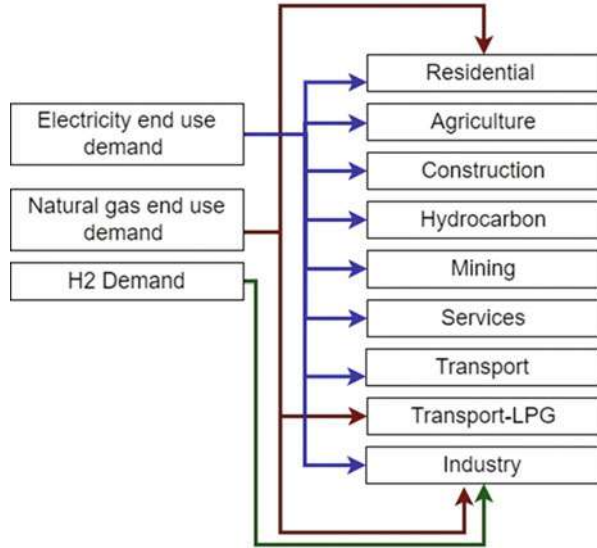 Electricity end use
demand
Natural gas end use
demand
H2 Demand
Residential
Agriculture
Construction
Hydrocarbon
Mining
Services
Transport
Transport-LPG
Industry